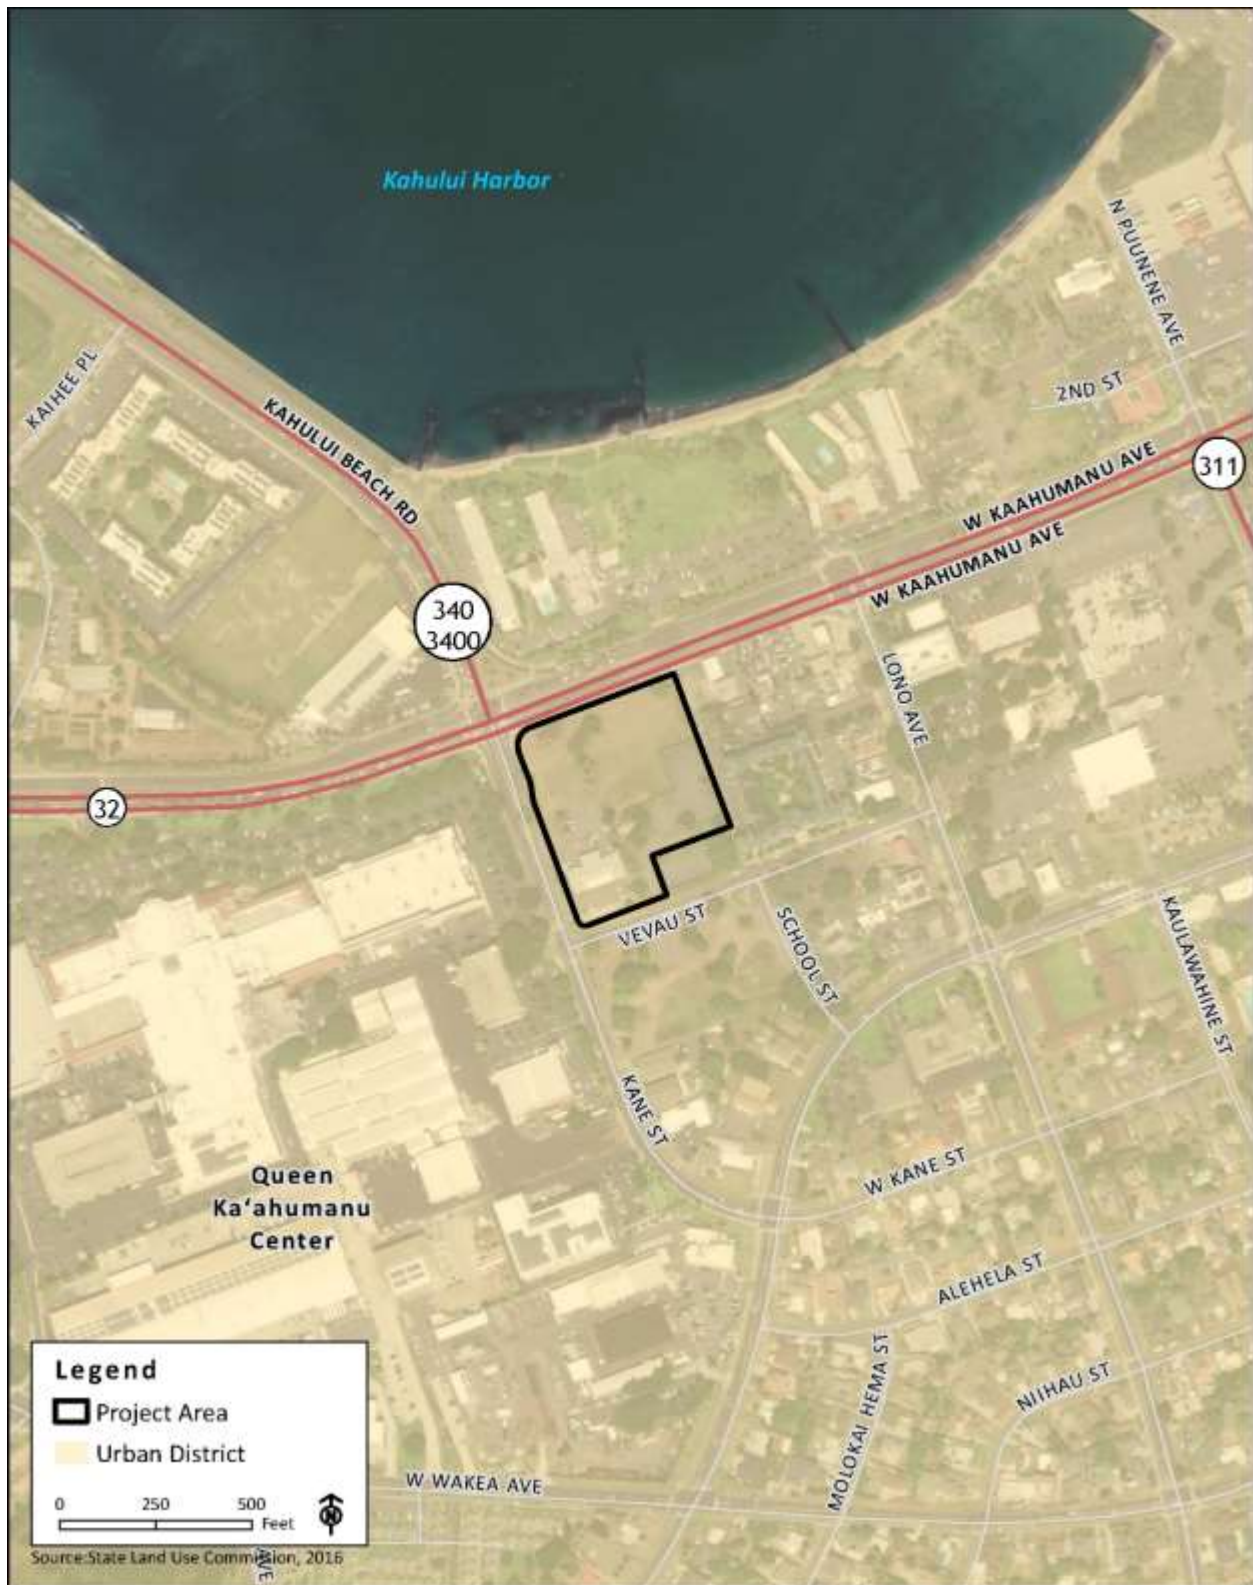 Kahului Harbor
N PUUNENE AVE
2ND ST
KAIHEE PL
KAHULUI BEACH RD
W KAAHUMANU AVE
311
W KAAHUMANU AVE
340
3400
LONO AVE
32
VEVAU ST
SCHOOL ST
KAULAWAHINE ST
KANE ST
W KANE ST
Queen
Kaʻahumanu
Center
ALEHELA ST
MOLOKAI HEMA ST
NIIHAU ST
W WAKEA AVE
Legend
Project Area
Urban District
0 250 500
Feet
N
Source:State Land Use Commission, 2016
AVE